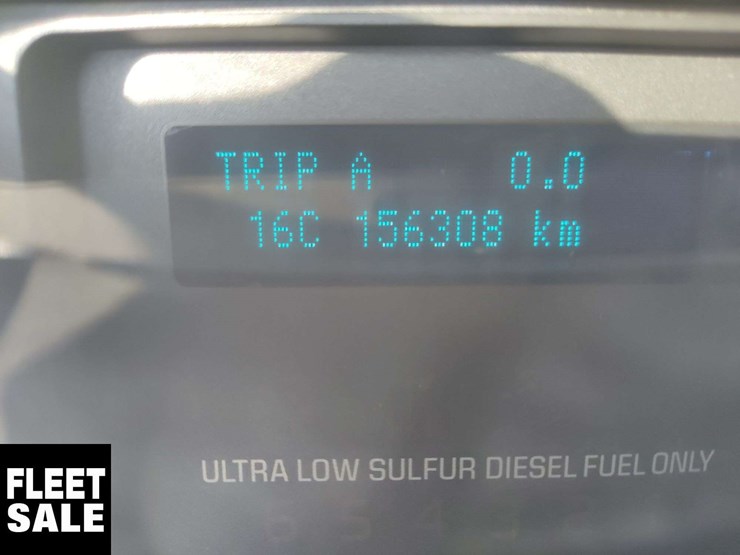 TRIP A 0.0
16C 156308 km
ULTRA LOW SULFUR DIESEL FUEL ONLY
FLEET
SALE